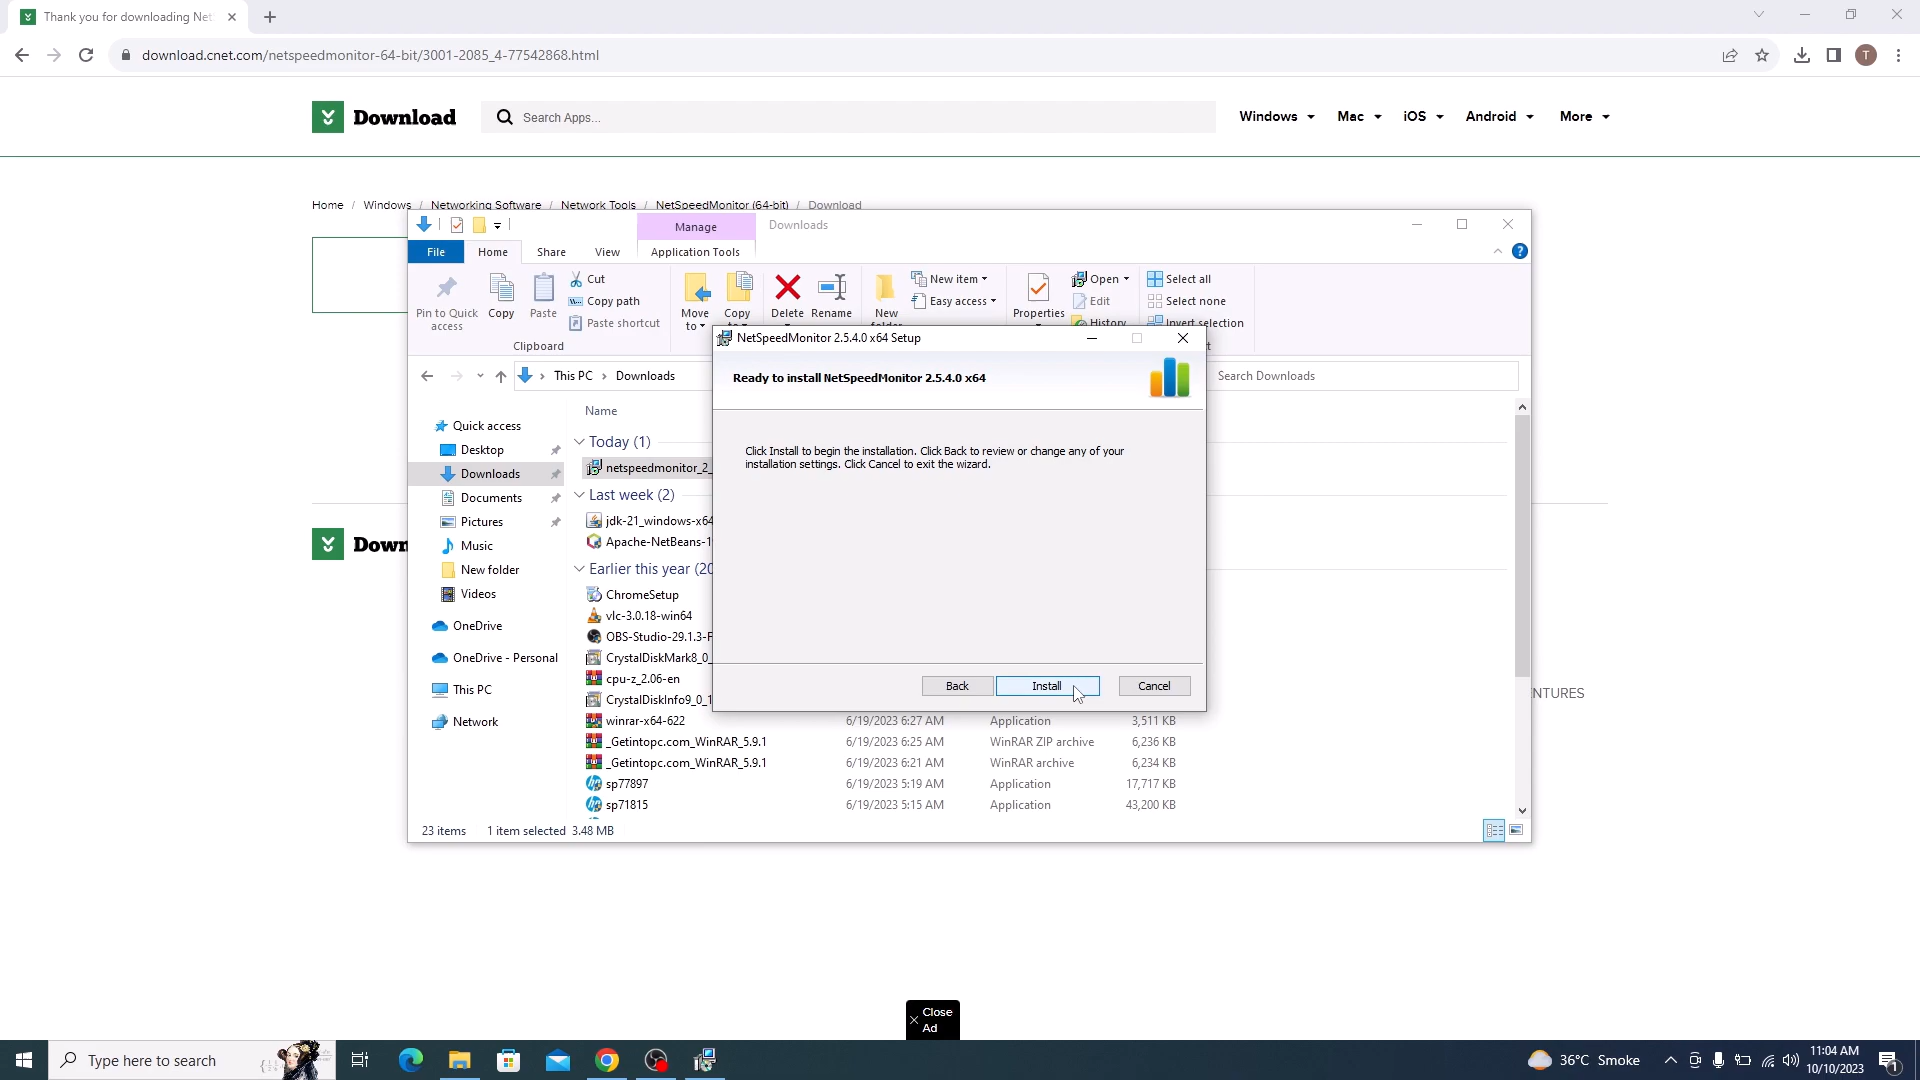 Thank you for downloading Net
download.cnet.com/netspeedmonitor-64-bit/3001-2085_4-77542868.html
T
Download
Search Apps...
Windows
Mac
iOS
Android
More
Home / Windows / Networking Software / Network Tools / NetSpeedMonitor (64-bit) / Download
Manage
Downloads
File
Home
Share
View
Application Tools
Pin to Quick
access
Copy
Paste
Cut
Copy path
Paste shortcut
Clipboard
Move
to
Copy
Delete
Rename
New
New item
Easy access
Properties
Open
Edit
History
Select all
Select none
Invert selection
This PC
Downloads
Search Downloads
Quick access
Desktop
Downloads
Documents
Pictures
Music
New folder
Videos
OneDrive
OneDrive - Personal
This PC
Network
Name
Today (1)
netspeedmonitor_2_
Last week (2)
jdk-21_windows-x64
Apache-NetBeans-1
Earlier this year (20
ChromeSetup
vlc-3.0.18-win64
OBS-Studio-29.1.3-F
CrystalDiskMark8_0_
cpu-z_2.06-en
CrystalDiskInfo9_0_1
winrar-x64-622 6/19/2023 6:27 AM Application 3,511 KB
_Getintopc.com_WinRAR_5.9.1 6/19/2023 6:25 AM WinRAR ZIP archive 6,236 KB
_Getintopc.com_WinRAR_5.9.1 6/19/2023 6:21 AM WinRAR archive 6,234 KB
sp77897 6/19/2023 5:19 AM Application 17,717 KB
sp71815 6/19/2023 5:15 AM Application 43,200 KB
23 items 1 item selected 3.48 MB
NetSpeedMonitor 2.5.4.0 x64 Setup
Ready to install NetSpeedMonitor 2.5.4.0 x64
Click Install to begin the installation. Click Back to review or change any of your
installation settings. Click Cancel to exit the wizard.
Back
Install
Cancel
Down
ENTURES
Close
Ad
Type here to search
36°C Smoke
11:04 AM
10/10/2023
1